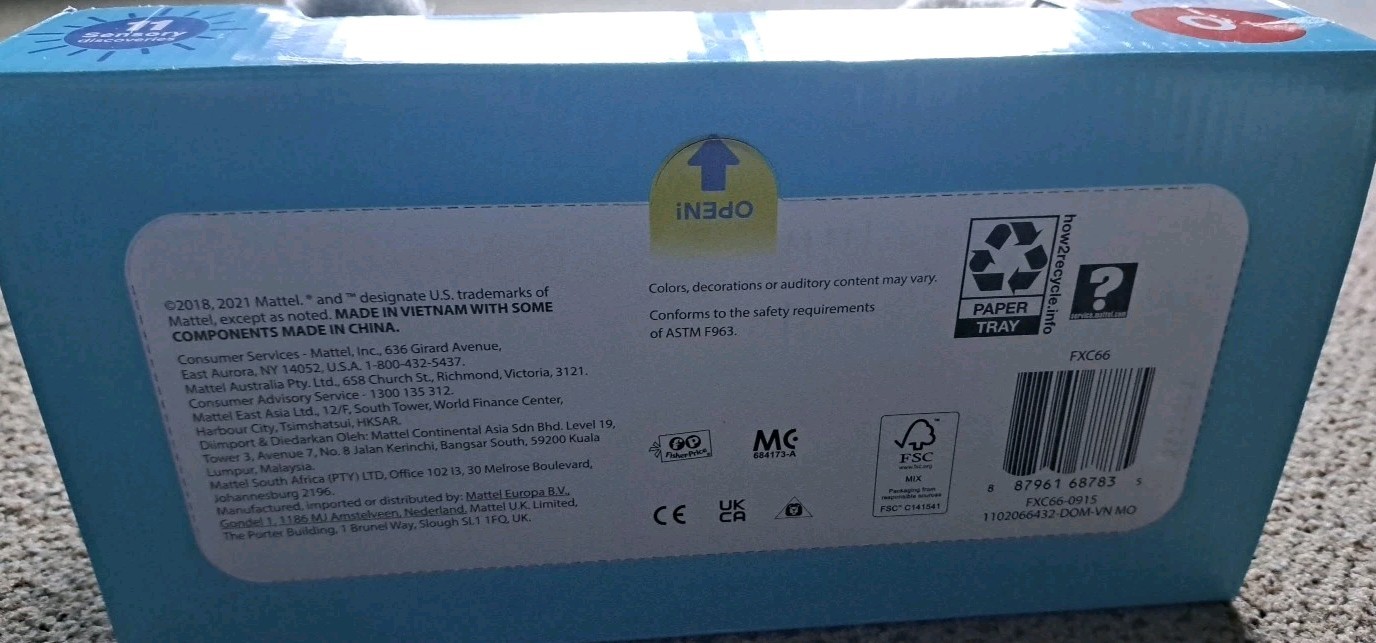 11
Sensory
discoveries
OPEN!
©2018, 2021 Mattel. ® and ™ designate U.S. trademarks of
Mattel, except as noted. MADE IN VIETNAM WITH SOME
COMPONENTS MADE IN CHINA.
Consumer Services - Mattel, Inc., 636 Girard Avenue,
East Aurora, NY 14052, U.S.A. 1-800-432-5437.
Mattel Australia Pty. Ltd., 658 Church St., Richmond, Victoria, 3121.
Consumer Advisory Service - 1300 135 312.
Mattel East Asia Ltd., 12/F, South Tower, World Finance Center,
Harbour City, Tsimshatsui, HKSAR.
Diimport & Diedarkan Oleh: Mattel Continental Asia Sdn Bhd. Level 19,
Tower 3, Avenue 7, No. 8 Jalan Kerinchi, Bangsar South, 59200 Kuala
Lumpur, Malaysia.
Mattel South Africa (PTY) LTD, Office 102 I3, 30 Melrose Boulevard,
Johannesburg 2196.
Manufactured, imported or distributed by: Mattel Europa B.V.,
Gondel 1, 1186 MJ Amstelveen, Nederland. Mattel U.K. Limited,
The Porter Building, 1 Brunel Way, Slough SL1 1FQ, UK.
Colors, decorations or auditory content may vary.
Conforms to the safety requirements
of ASTM F963.
how2recycle.info
PAPER
TRAY
?
service.mattel.com
FXC66
Fisher-Price
MC
684173-A
CE
UK
CA
FSC
www.fsc.org
MIX
Packaging from
responsible sources
FSC® C141541
8 87961 68783 5
FXC66-0915
1102066432-DOM-VN MO